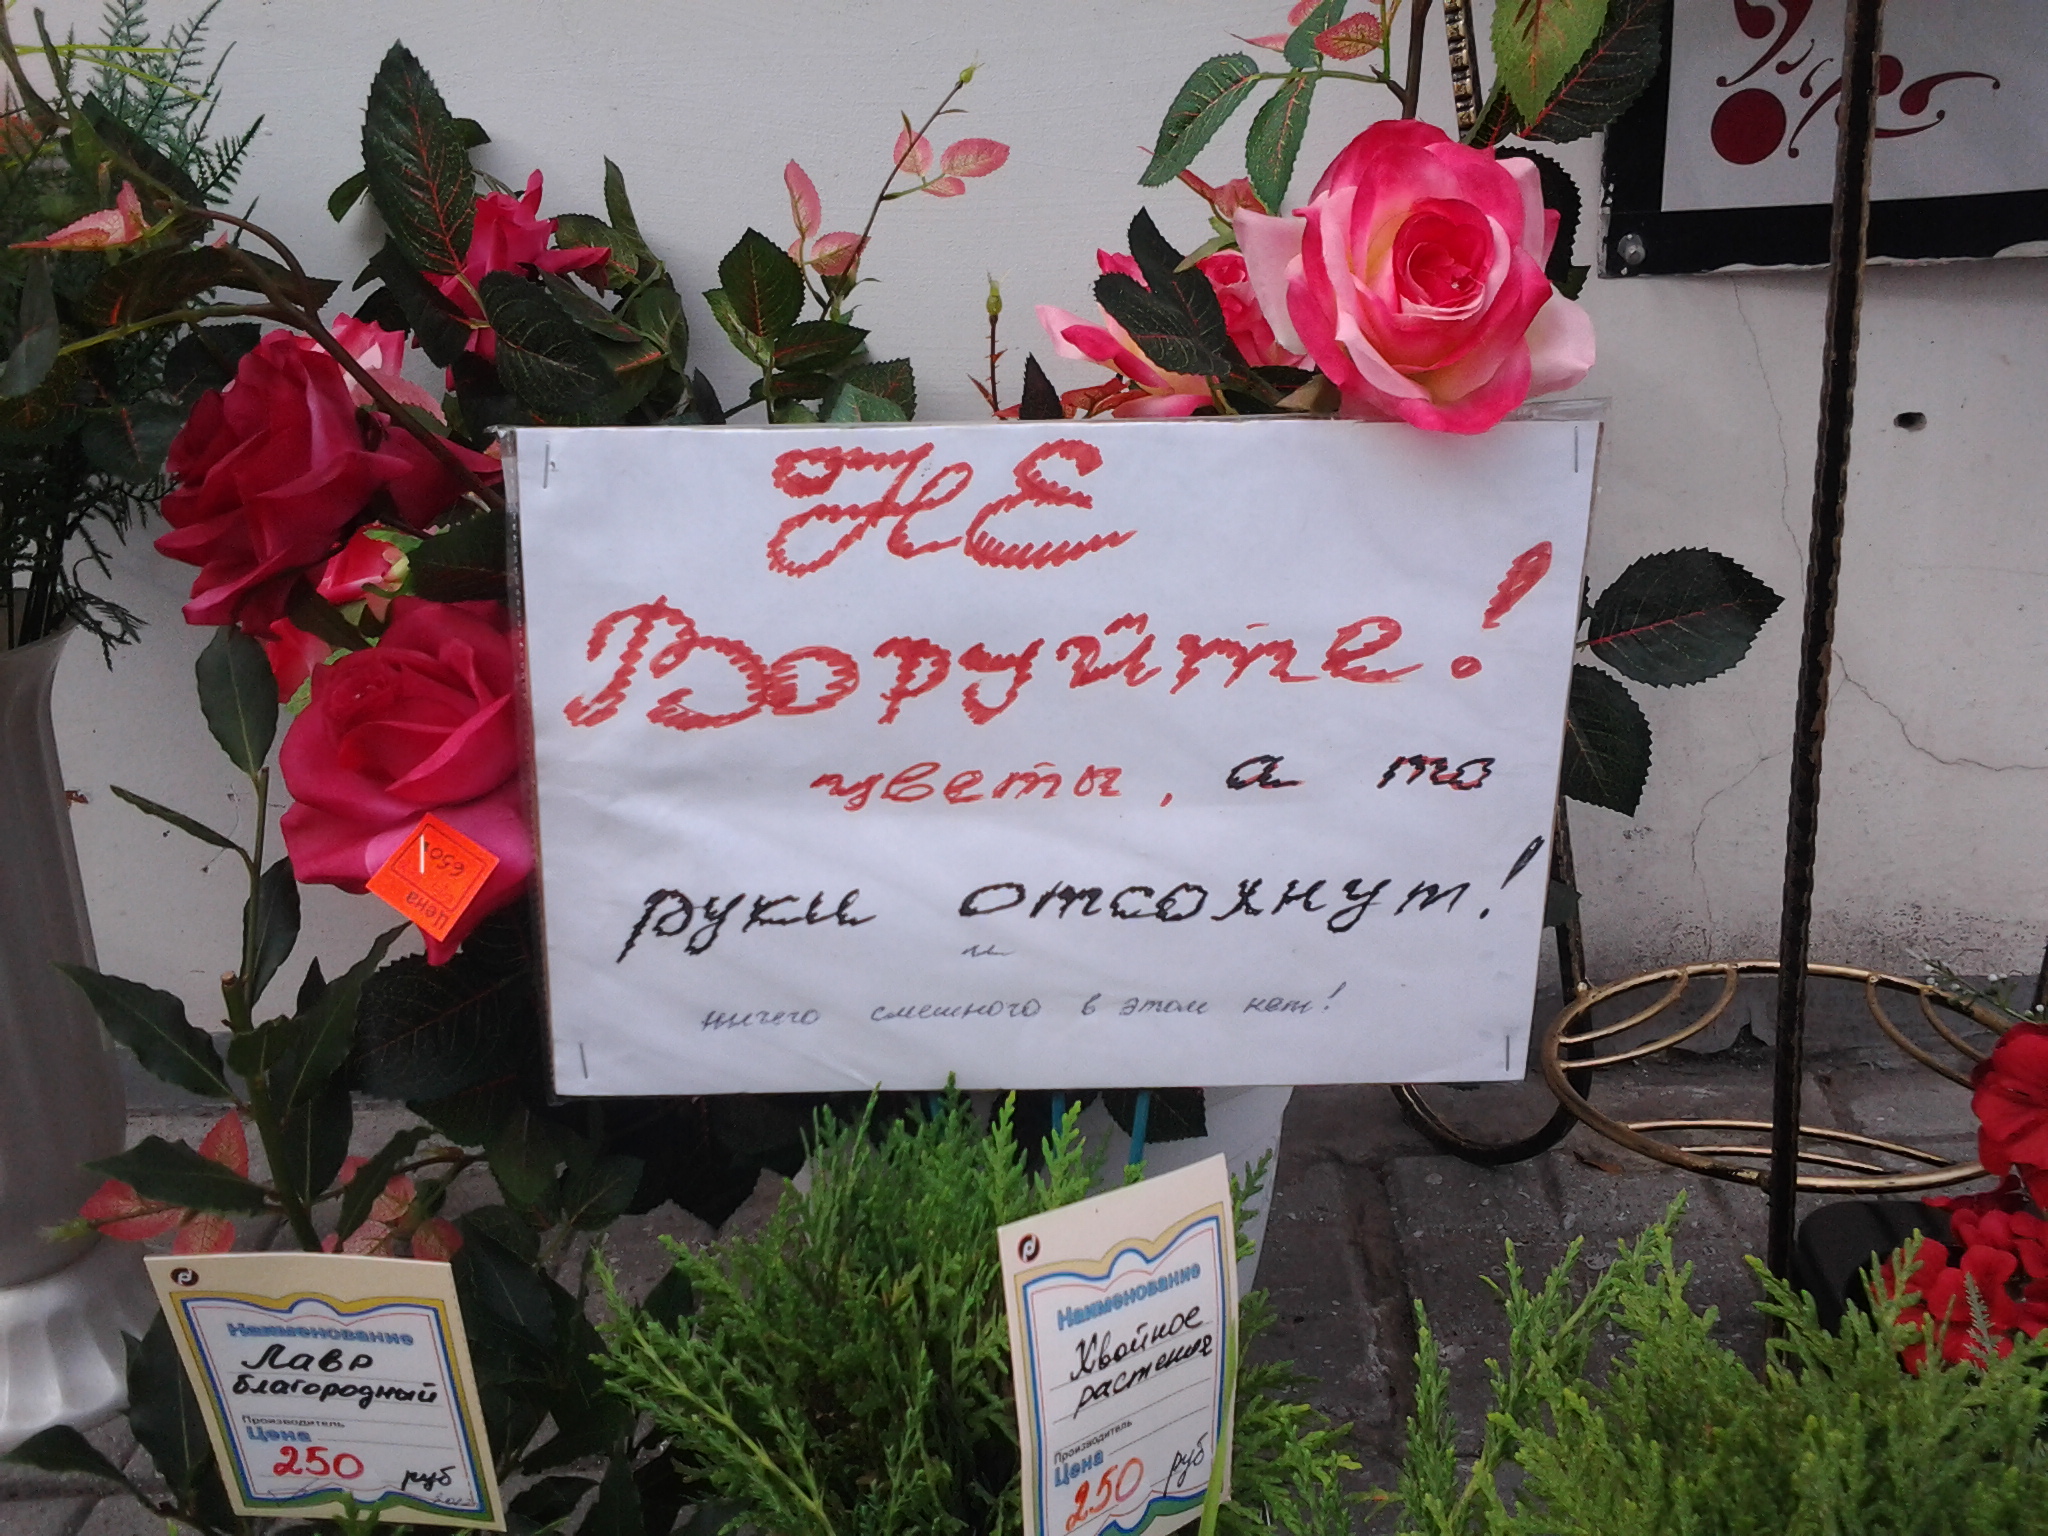 НЕ
Воруйте!
цветы, а то
руки отсохнут!
и
ничего смешного в этом нет!
Цена
650
Наименование
Лавр
благородный
Производитель
Цена
250 руб
Наименование
Хвойное
растения
Производитель
Цена
250 руб